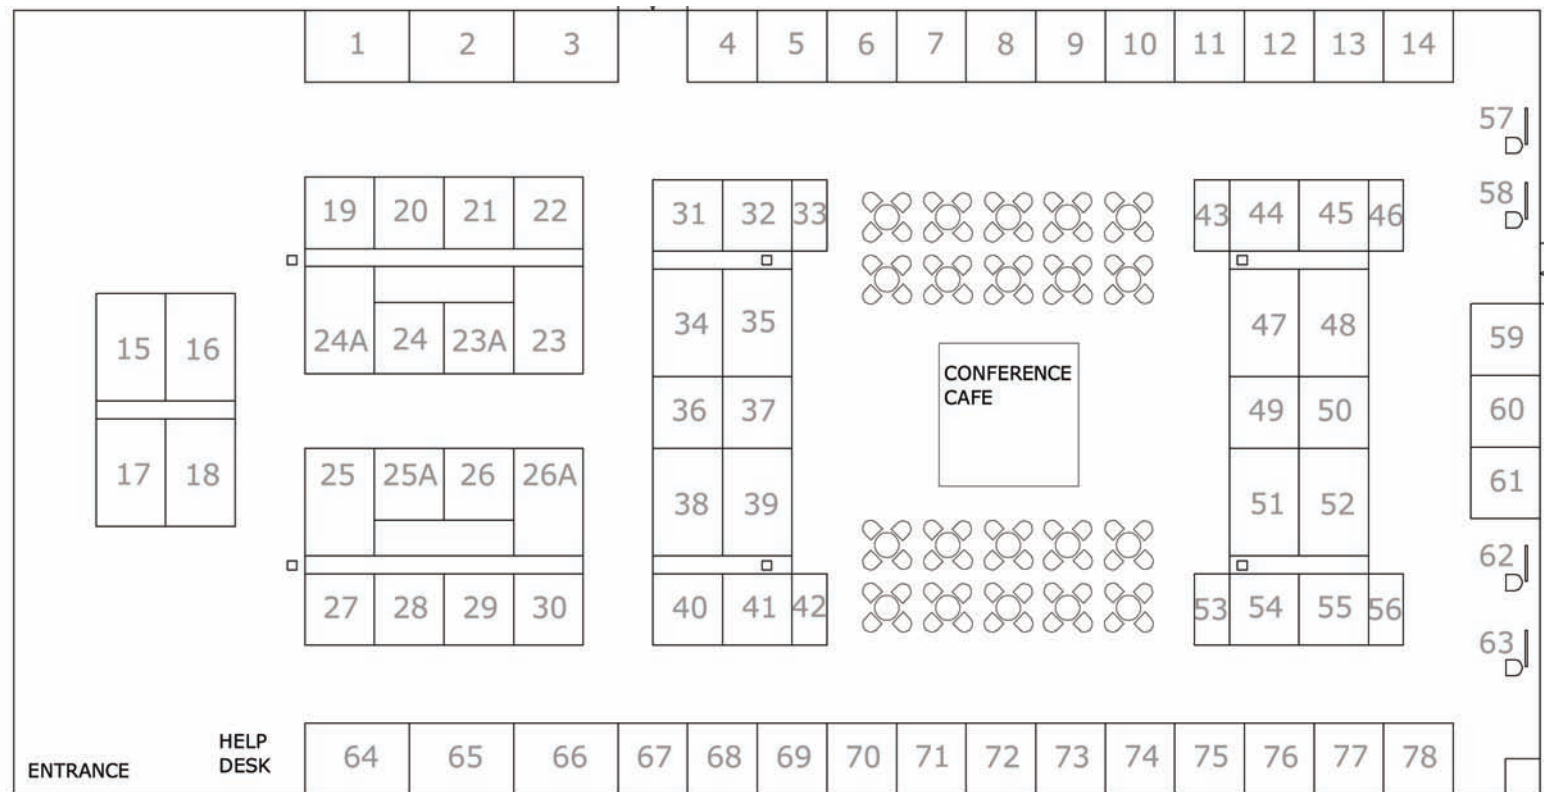 1 2 3 4 5 6 7 8 9 10 11 12 13 14
57
58
19 20 21 22 31 32 33 43 44 45 46
15 16 24A 24 23A 23 34 35 47 48 59
CONFERENCE
CAFE
36 37 49 50 60
17 18 25 25A 26 26A 38 39 51 52 61
62
27 28 29 30 40 41 42 53 54 55 56
63
HELP
DESK
ENTRANCE
64 65 66 67 68 69 70 71 72 73 74 75 76 77 78